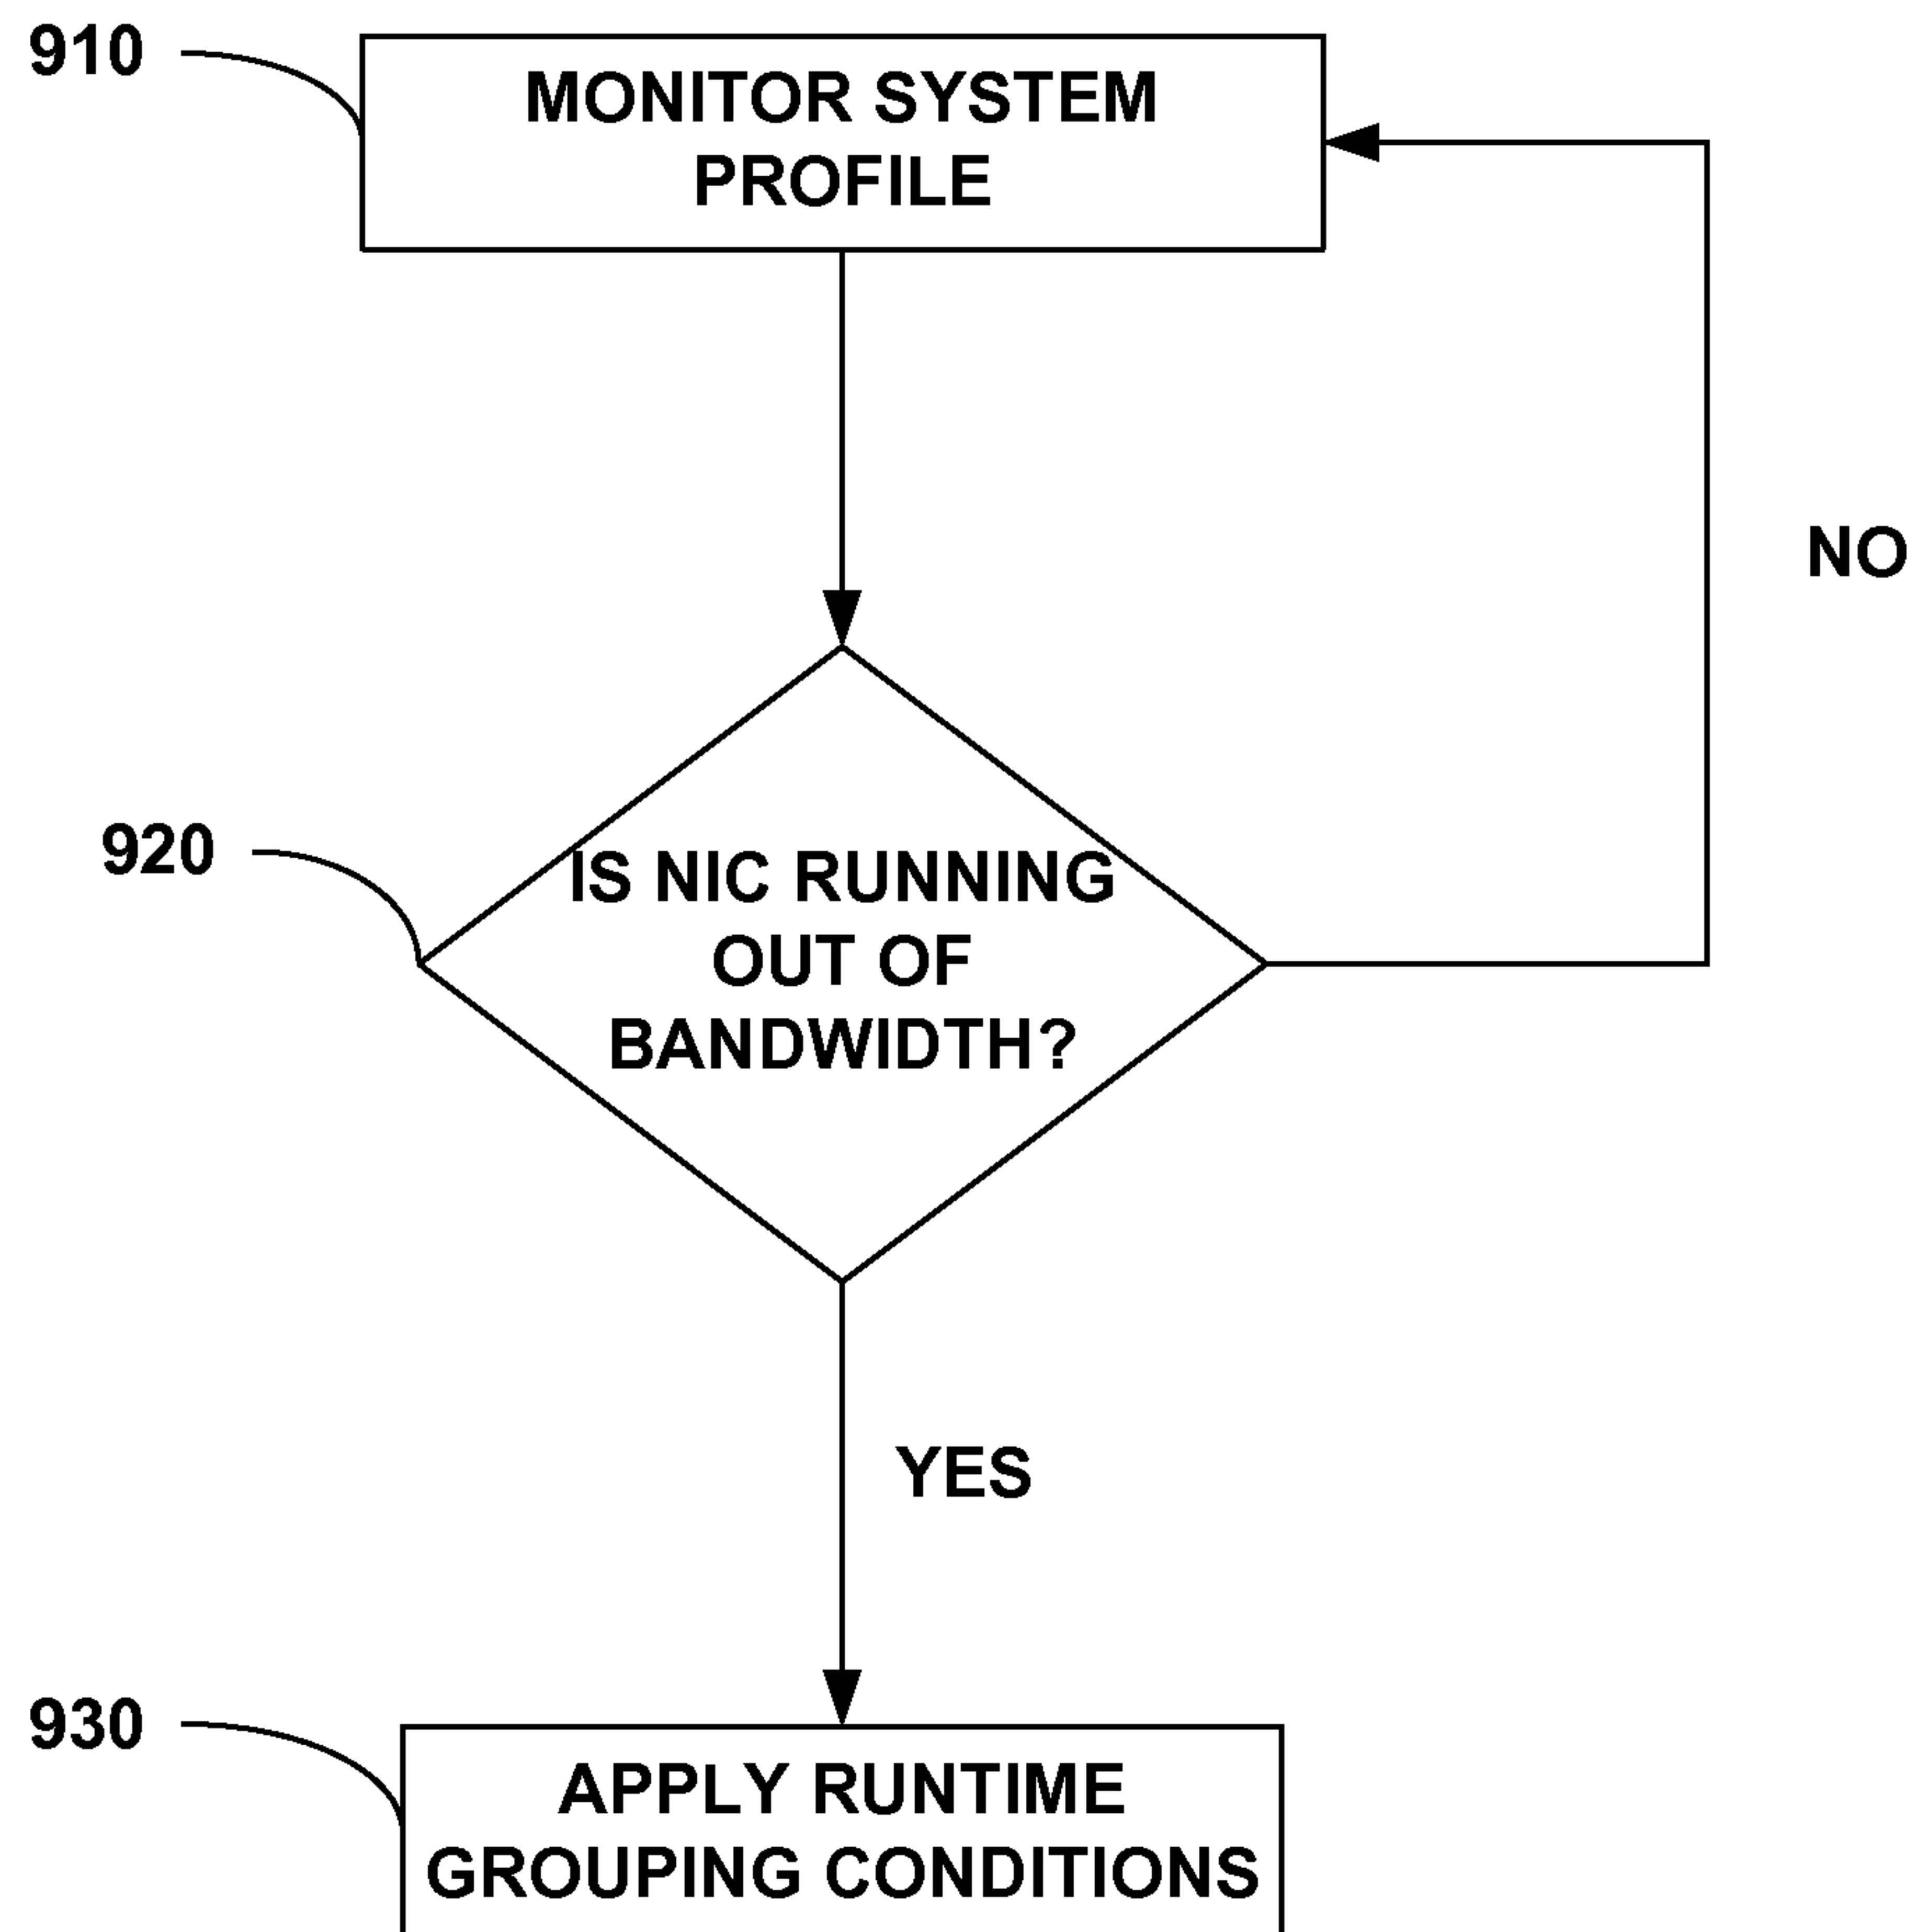 910
MONITOR SYSTEM
PROFILE
NO
920
IS NIC RUNNING
OUT OF
BANDWIDTH?
YES
930
APPLY RUNTIME
GROUPING CONDITIONS